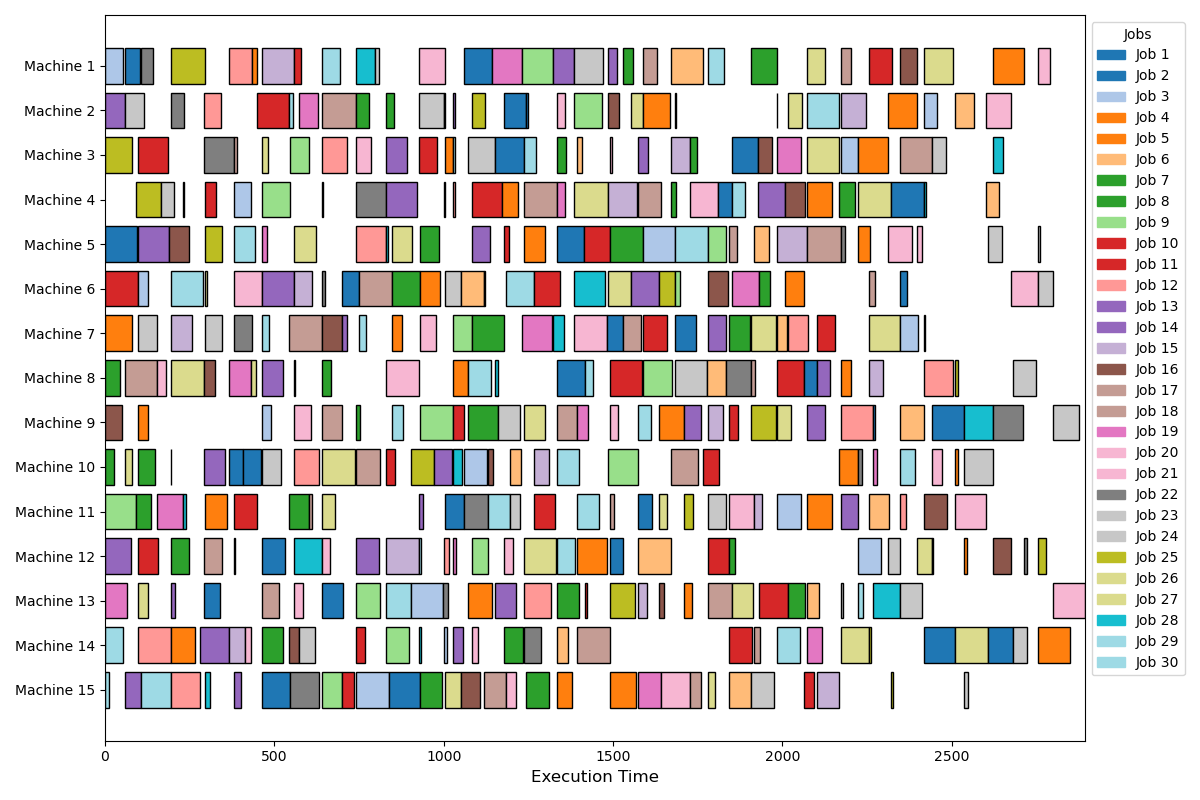 Machine 1
Machine 2
Machine 3
Machine 4
Machine 5
Machine 6
Machine 7
Machine 8
Machine 9
Machine 10
Machine 11
Machine 12
Machine 13
Machine 14
Machine 15
0 500 1000 1500 2000 2500
Execution Time
Jobs
Job 1
Job 2
Job 3
Job 4
Job 5
Job 6
Job 7
Job 8
Job 9
Job 10
Job 11
Job 12
Job 13
Job 14
Job 15
Job 16
Job 17
Job 18
Job 19
Job 20
Job 21
Job 22
Job 23
Job 24
Job 25
Job 26
Job 27
Job 28
Job 29
Job 30